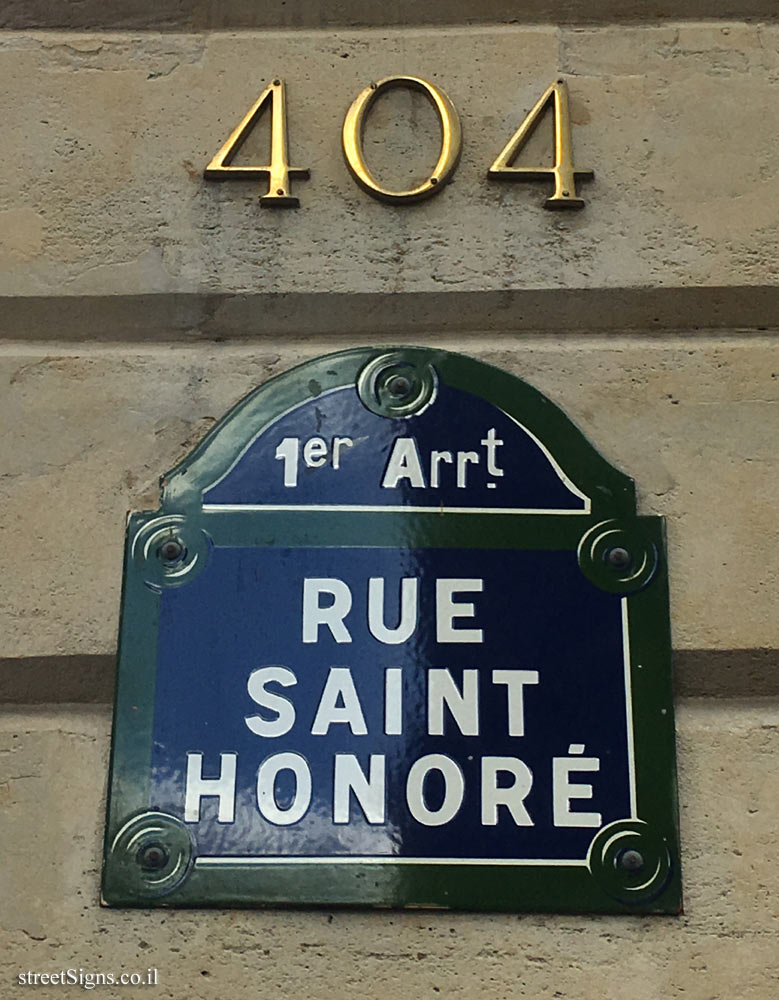 404
1er Arrt
RUE
SAINT
HONORÉ
streetSigns.co.il